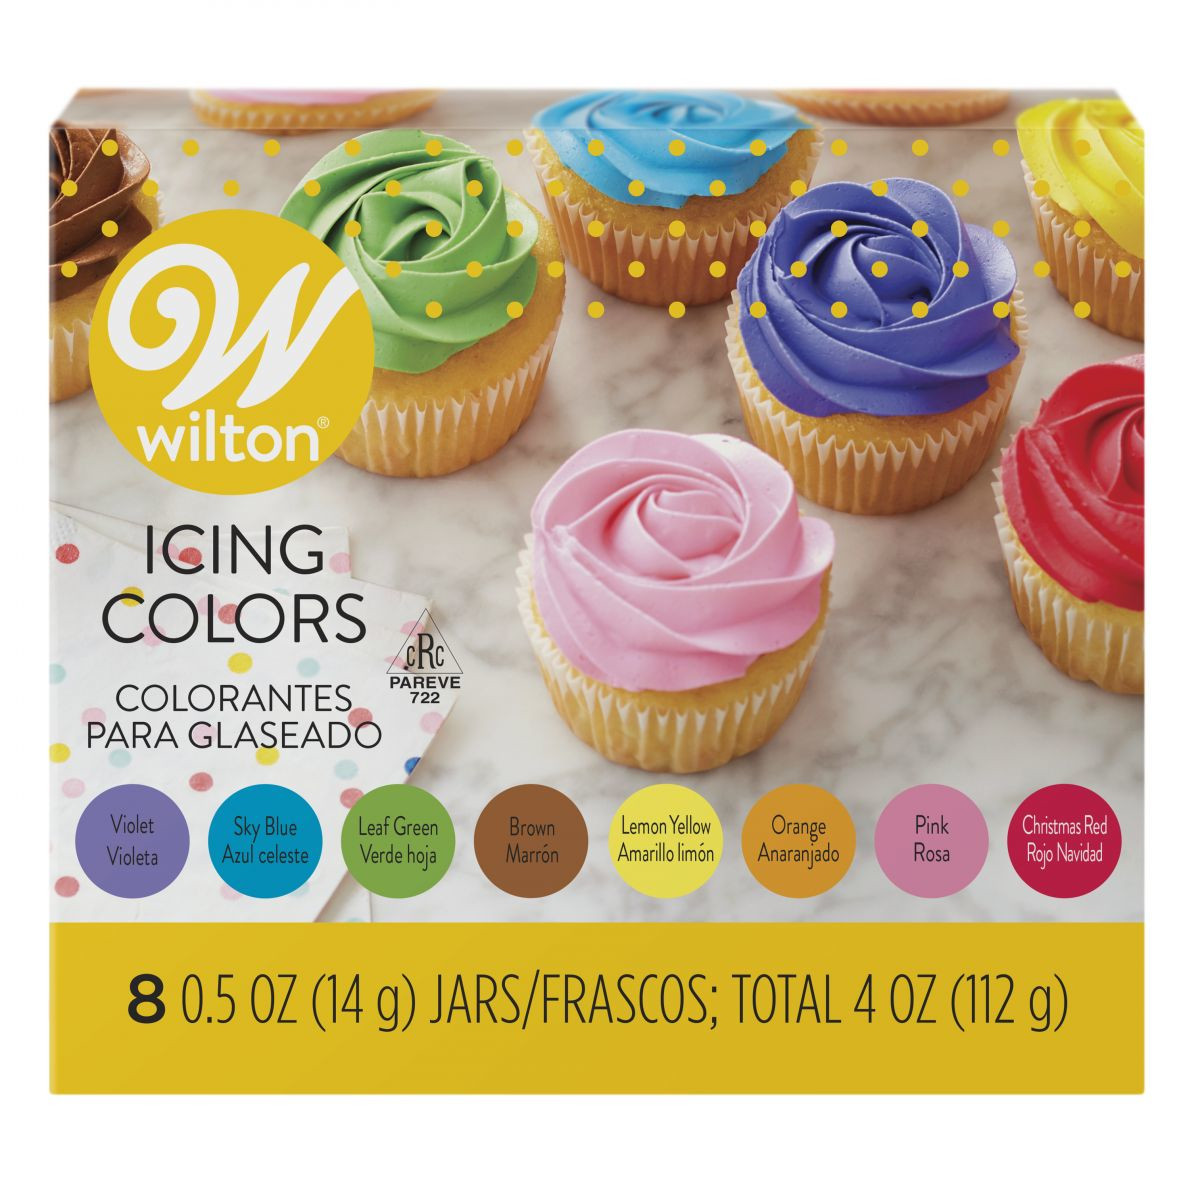 W
wilton®
ICING
COLORS
COLORANTES
PARA GLASEADO
cRc
PAREVE
722
Violet
Violeta
Sky Blue
Azul celeste
Leaf Green
Verde hoja
Brown
Marrón
Lemon Yellow
Amarillo limón
Orange
Anaranjado
Pink
Rosa
Christmas Red
Rojo Navidad
8 0.5 OZ (14 g) JARS/FRASCOS; TOTAL 4 OZ (112 g)